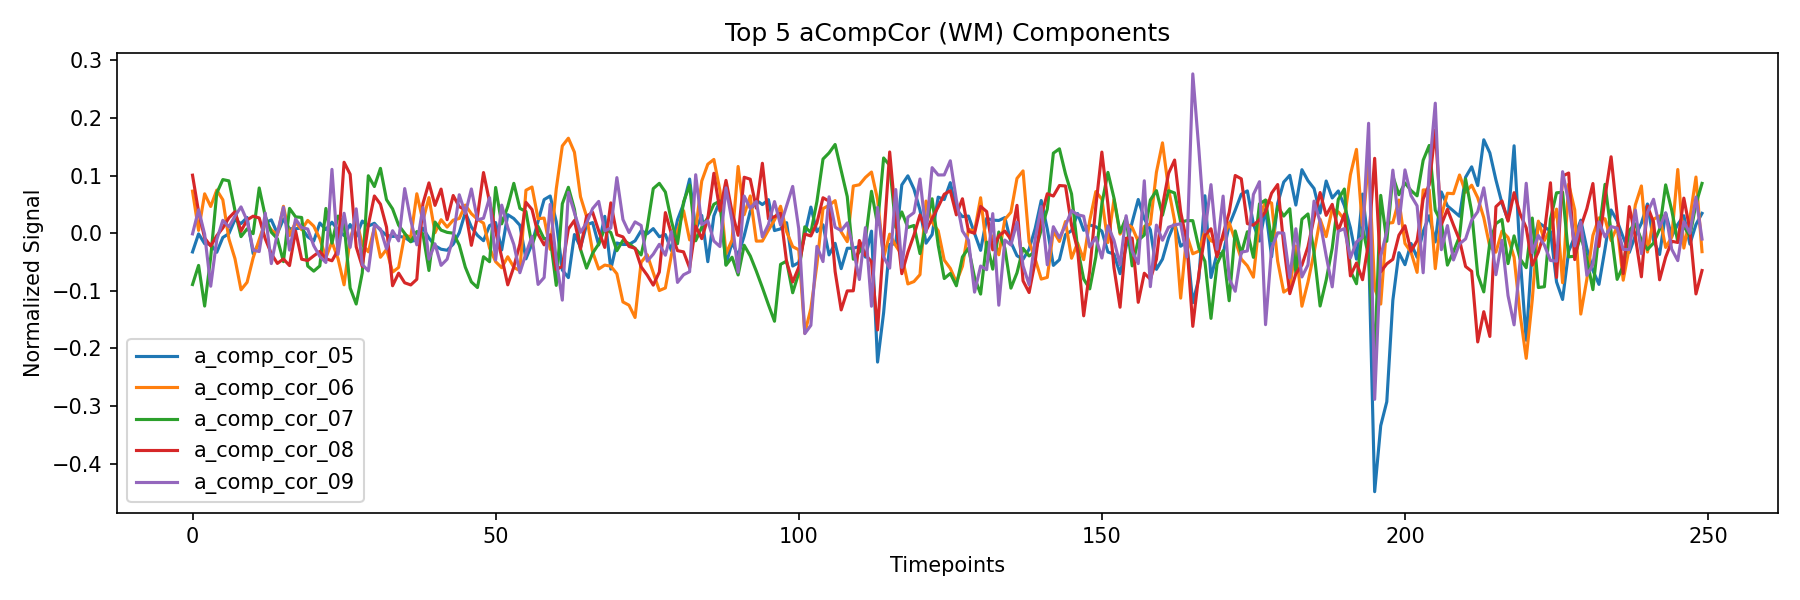 Top 5 aCompCor (WM) Components
Normalized Signal
0.3
0.2
0.1
0.0
−0.1
−0.2
−0.3
−0.4
a_comp_cor_05
a_comp_cor_06
a_comp_cor_07
a_comp_cor_08
a_comp_cor_09
0 50 100 150 200 250
Timepoints